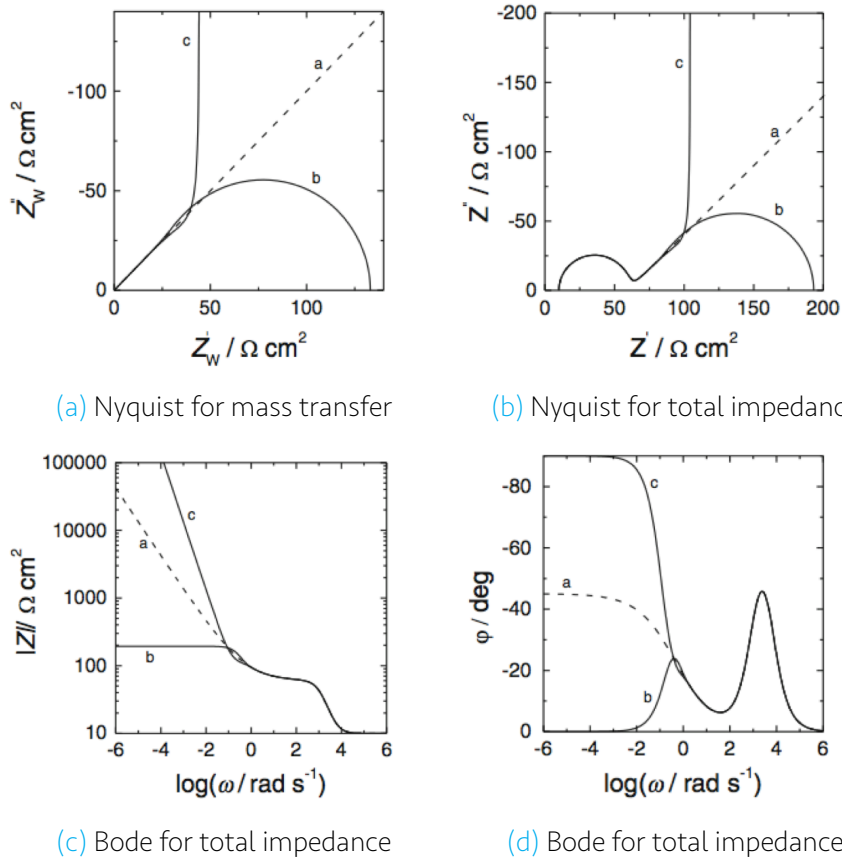 -100
-50
0
Z"W / Ω cm²
c
a
b
0
50
100
Z'W / Ω cm²
(a) Nyquist for mass transfer
-200
-150
-100
-50
0
Z" / Ω cm²
c
a
b
0
50
100
150
200
Z' / Ω cm²
(b) Nyquist for total impedanc
100000
10000
1000
100
10
|Z|/ Ω cm²
c
a
b
-6
-4
-2
0
2
4
6
log(ω / rad s⁻¹)
(c) Bode for total impedance
-80
-60
-40
-20
0
φ / deg
c
a
b
-6
-4
-2
0
2
4
6
log(ω / rad s⁻¹)
(d) Bode for total impedance